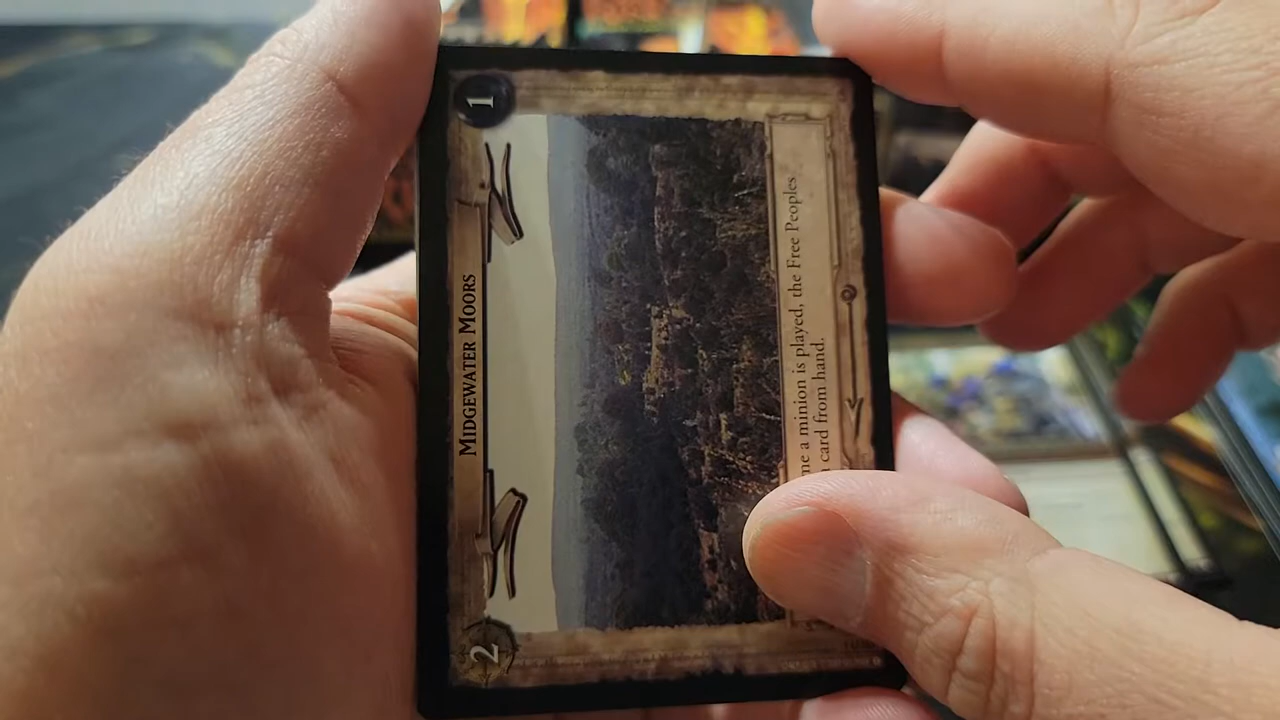 2
MIDGEWATER MOORS
1
me a minion is played, the Free Peoples
card from hand.